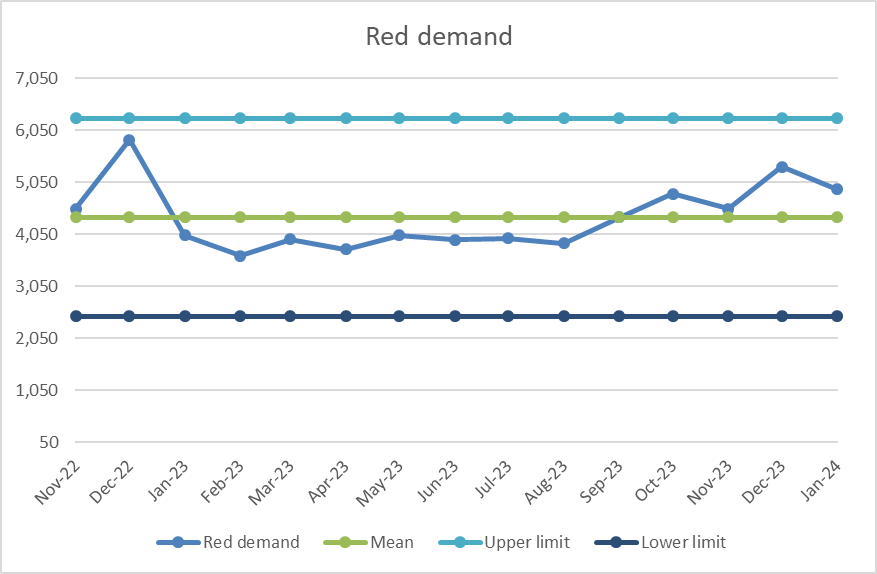 Red demand
7,050
6,050
5,050
4,050
3,050
2,050
1,050
50
Nov-22 Dec-22 Jan-23 Feb-23 Mar-23 Apr-23 May-23 Jun-23 Jul-23 Aug-23 Sep-23 Oct-23 Nov-23 Dec-23 Jan-24
Red demand Mean Upper limit Lower limit